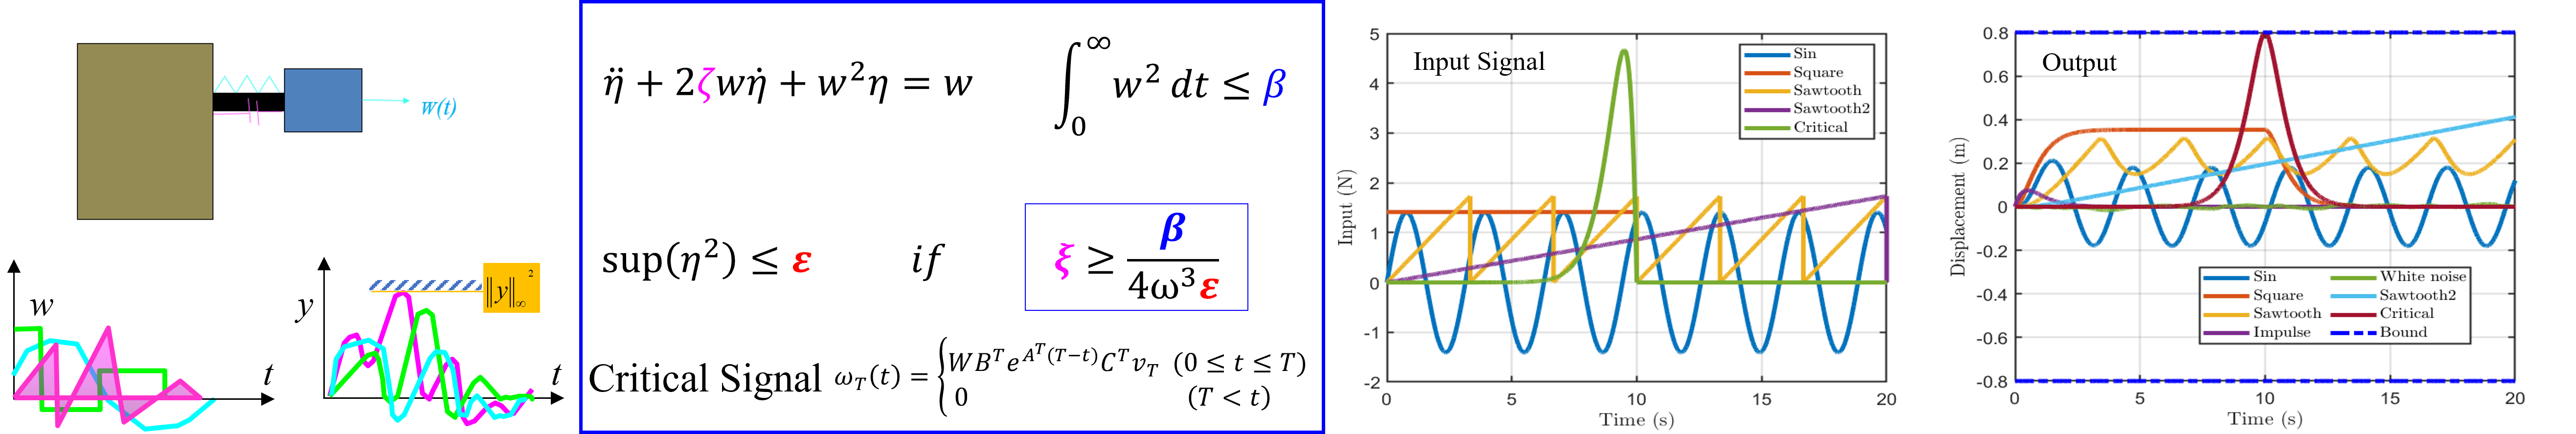 W(t)
w
t
y
‖y‖∞²
t
η̈ + 2ζwη̇ + w²η = w
∫₀^∞ w² dt ≤ β
sup(η²) ≤ ε if ξ ≥ β / 4ω³ε
Critical Signal ω_T(t) = { WBᵀe^{Aᵀ(T−t)}Cᵀv_T (0 ≤ t ≤ T)
0 (T < t)
Input Signal
Sin
Square
Sawtooth
Sawtooth2
Critical
5
4
3
2
1
0
-1
-2
Input (N)
0 5 10 15 20
Time (s)
Output
0.8
0.6
0.4
0.2
0
-0.2
-0.4
-0.6
-0.8
Displacement (m)
Sin White noise
Square Sawtooth2
Sawtooth Critical
Impulse Bound
0 5 10 15 20
Time (s)